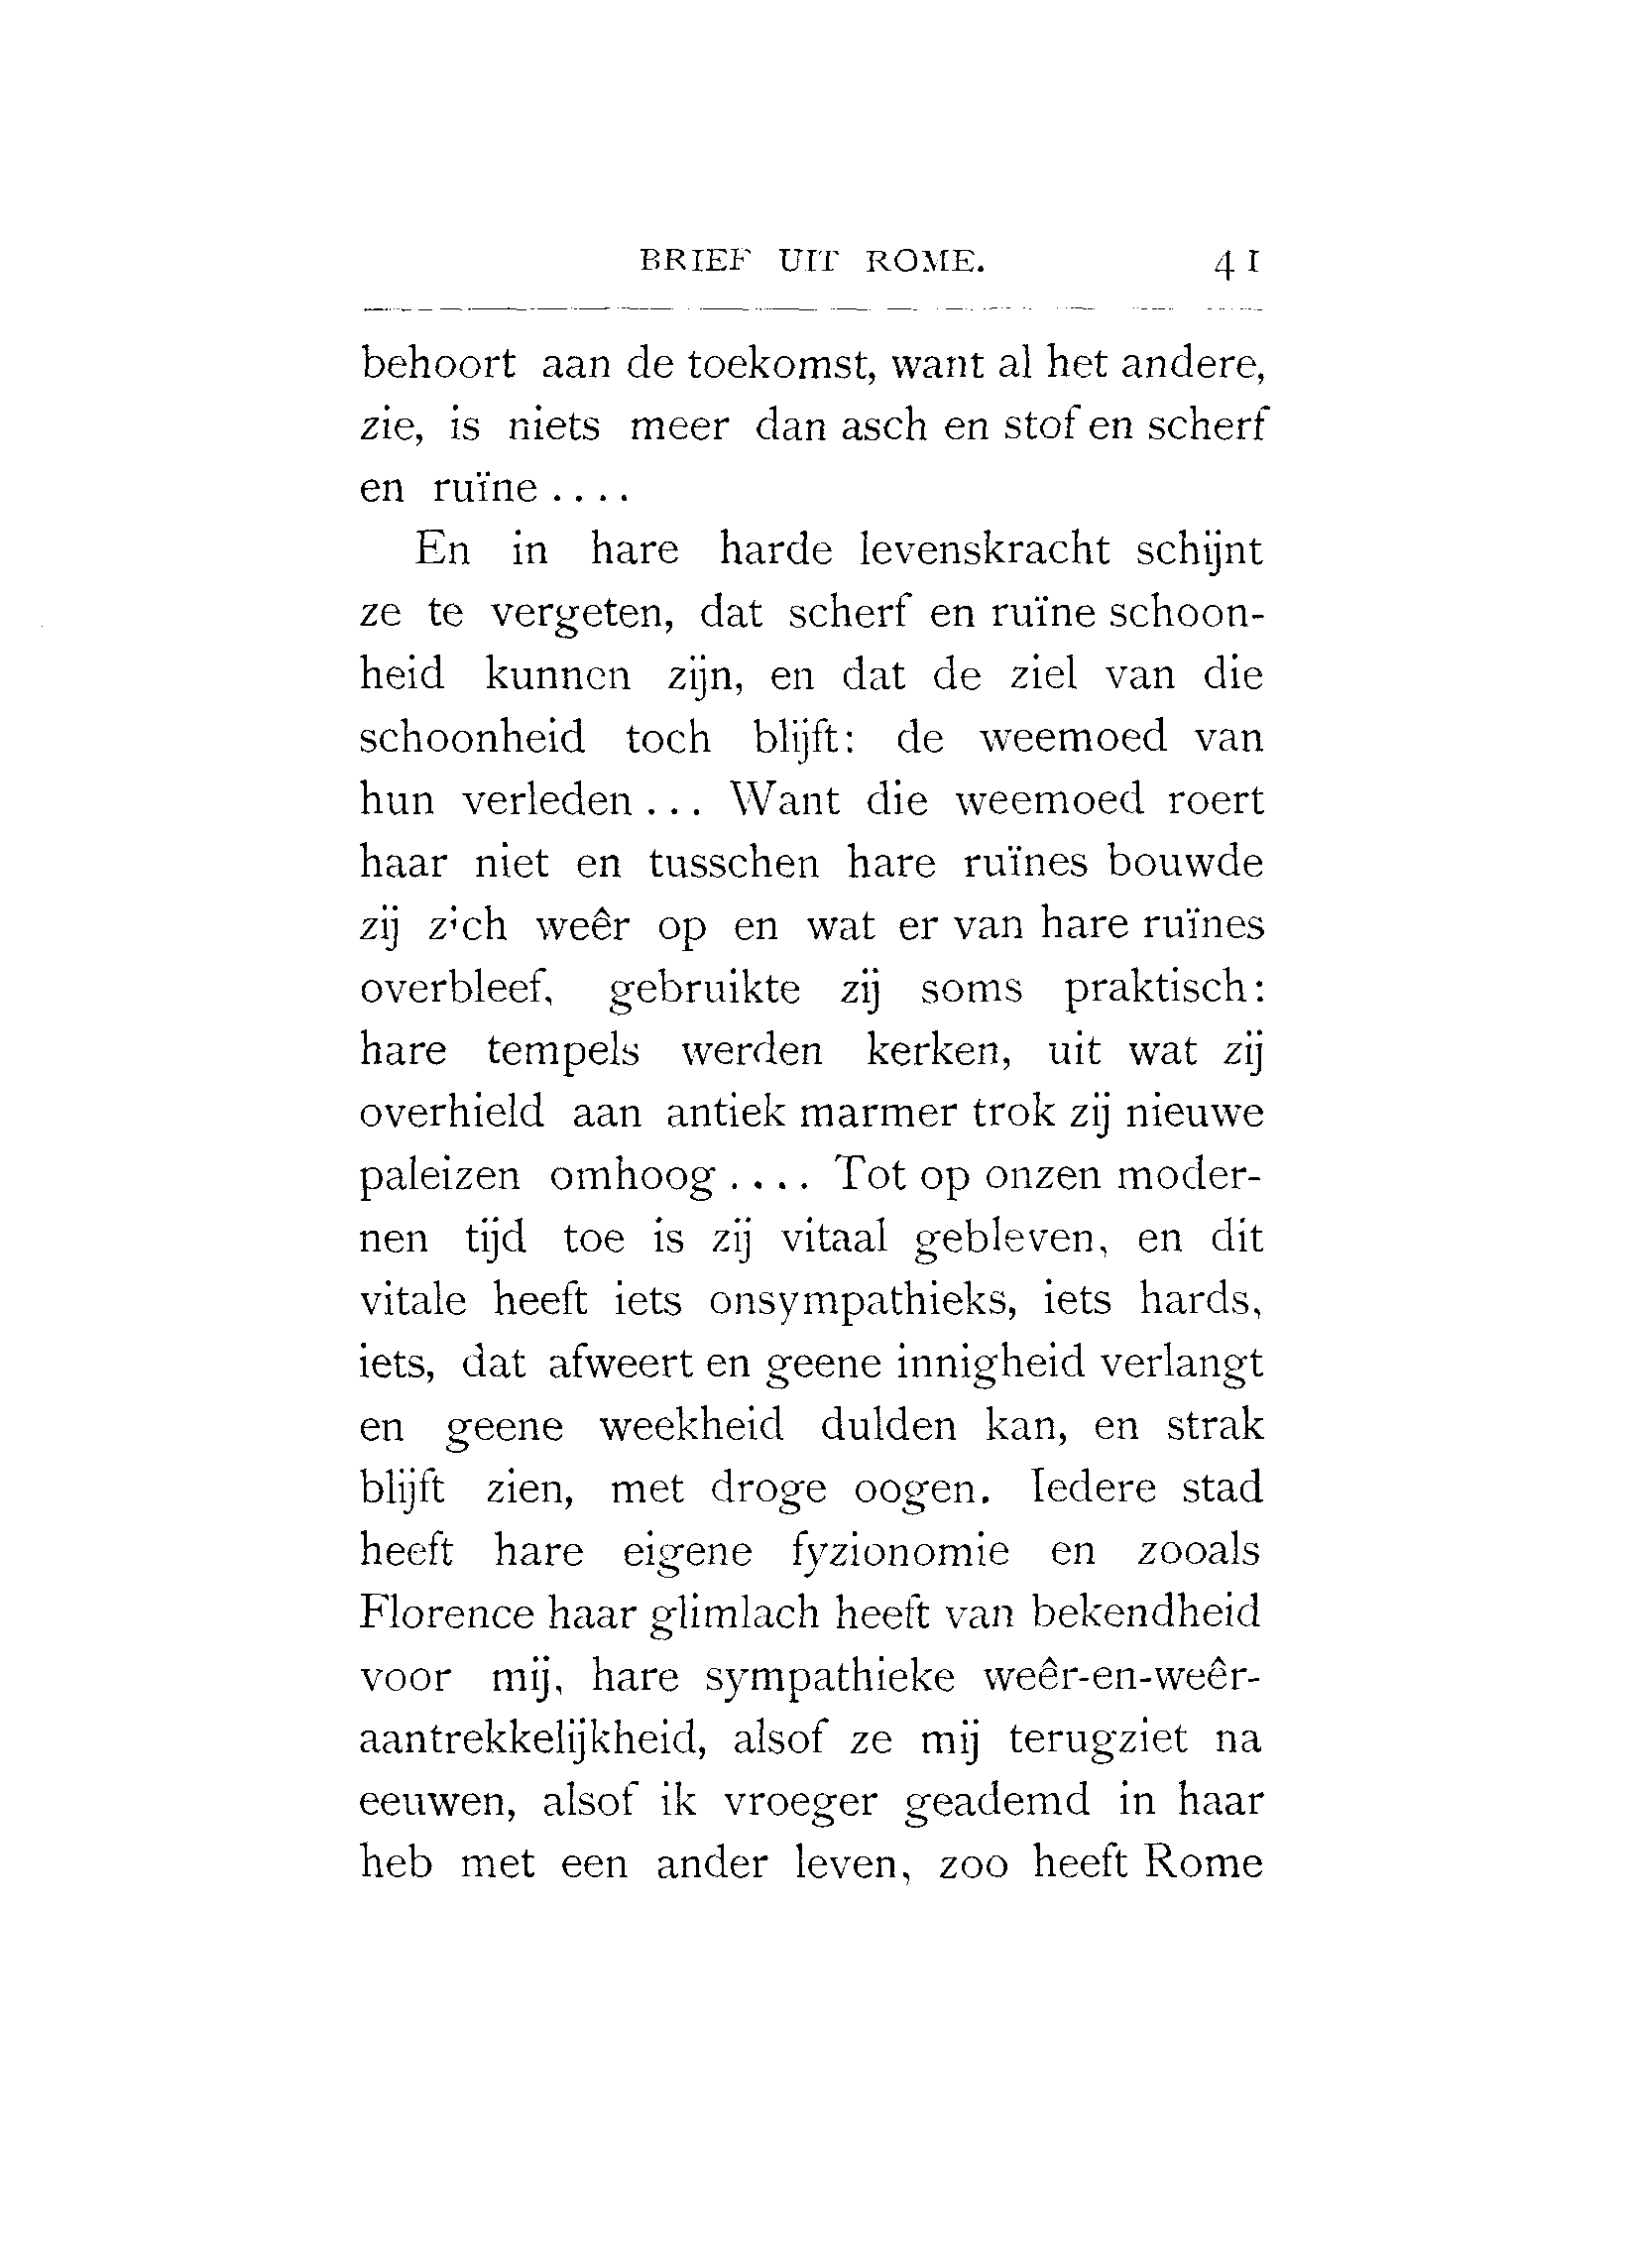 BRIEF UIT ROME. 41
behoort aan de toekomst, want al het andere,
zie, is niets meer dan asch en stof en scherf
en ruïne ....
En in hare harde levenskracht schijnt
ze te vergeten, dat scherf en ruïne schoon-
heid kunnen zijn, en dat de ziel van die
schoonheid toch blijft: de weemoed van
hun verleden ... Want die weemoed roert
haar niet en tusschen hare ruïnes bouwde
zij zich weêr op en wat er van hare ruïnes
overbleef, gebruikte zij soms praktisch:
hare tempels werden kerken, uit wat zij
overhield aan antiek marmer trok zij nieuwe
paleizen omhoog .... Tot op onzen moder-
nen tijd toe is zij vitaal gebleven, en dit
vitale heeft iets onsympathieks, iets hards,
iets, dat afweert en geene innigheid verlangt
en geene weekheid dulden kan, en strak
blijft zien, met droge oogen. Iedere stad
heeft hare eigene fyzionomie en zooals
Florence haar glimlach heeft van bekendheid
voor mij, hare sympathieke weêr-en-weêr-
aantrekkelijkheid, alsof ze mij terugziet na
eeuwen, alsof ik vroeger geademd in haar
heb met een ander leven, zoo heeft Rome